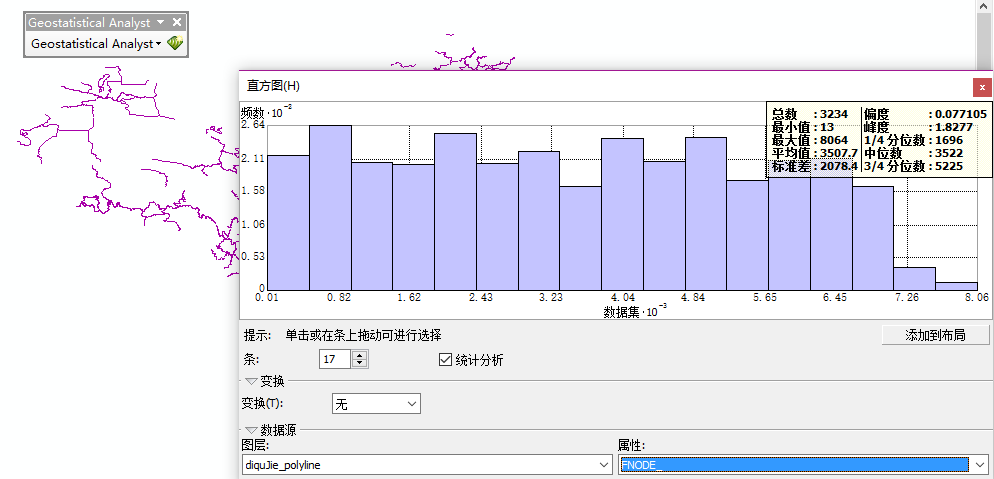 Geostatistical Analyst
Geostatistical Analyst
直方图(H)
频数·10⁻²
2.64
2.11
1.58
1.06
0.53
0
0.01 0.82 1.62 2.43 3.23 4.04 4.84 5.65 6.45 7.26 8.06
数据集·10⁻³
总数 : 3234 偏度 : 0.077105
最小值 : 13 峰度 : 1.8277
最大值 : 8064 1/4 分位数 : 1696
平均值 : 3507.7 中位数 : 3522
标准差 : 2078.4 3/4 分位数 : 5225
提示: 单击或在条上拖动可进行选择
添加到布局
条: 17 统计分析
变换
变换(T): 无
数据源
图层: 属性:
diquJie_polyline FNODE_